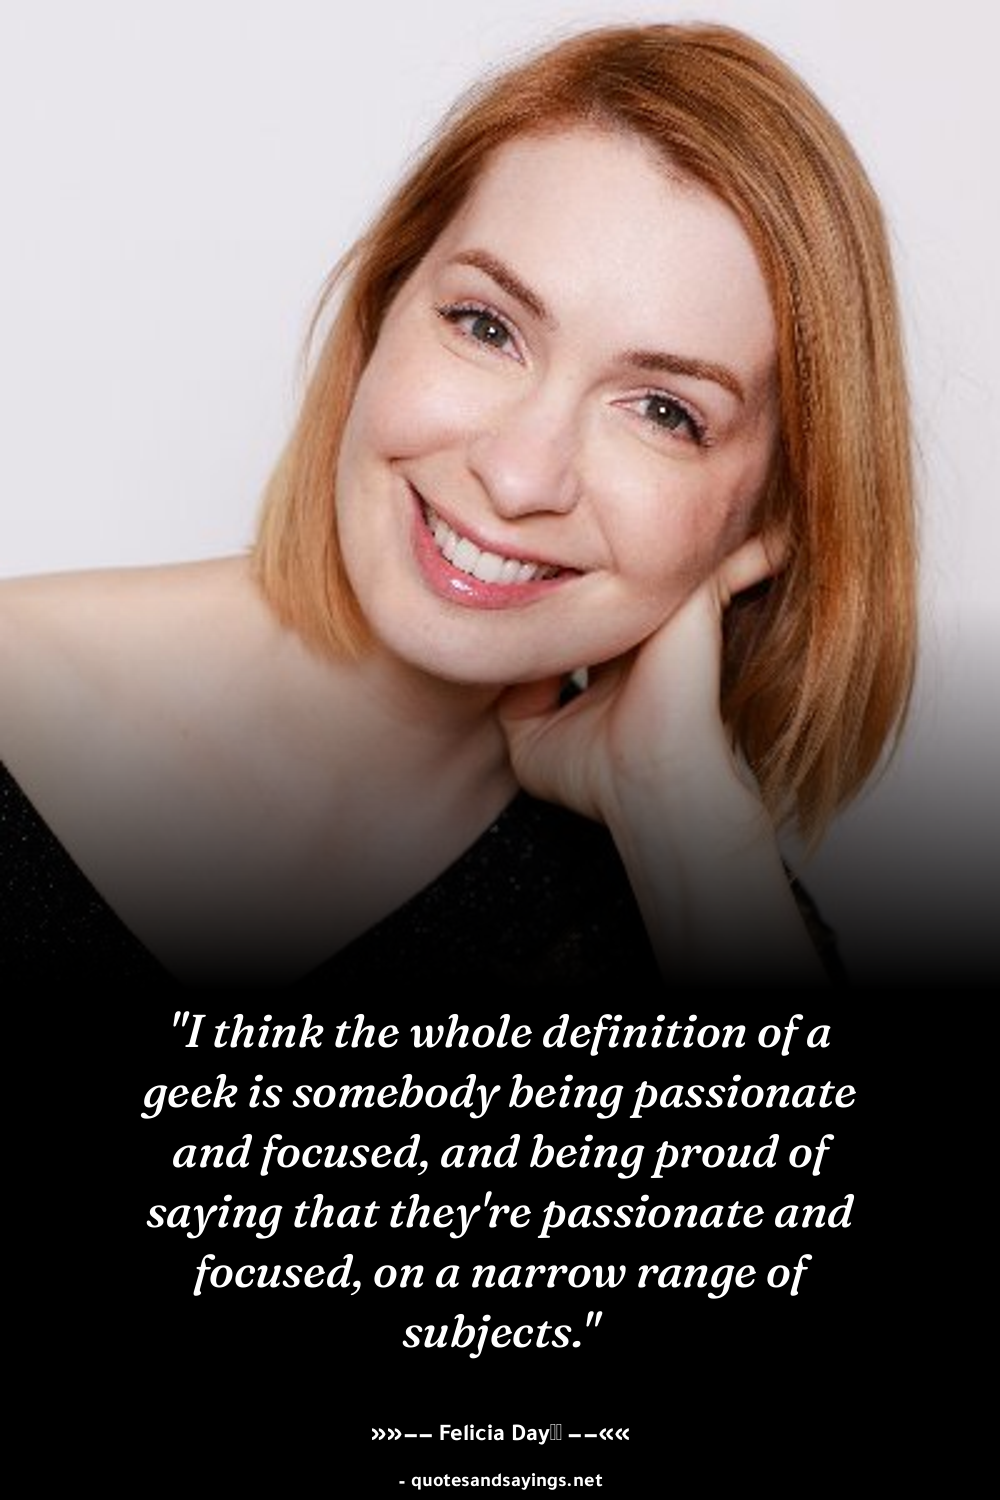 "I think the whole definition of a
geek is somebody being passionate
and focused, and being proud of
saying that they're passionate and
focused, on a narrow range of
subjects."
»»–– Felicia Day ––««
- quotesandsayings.net